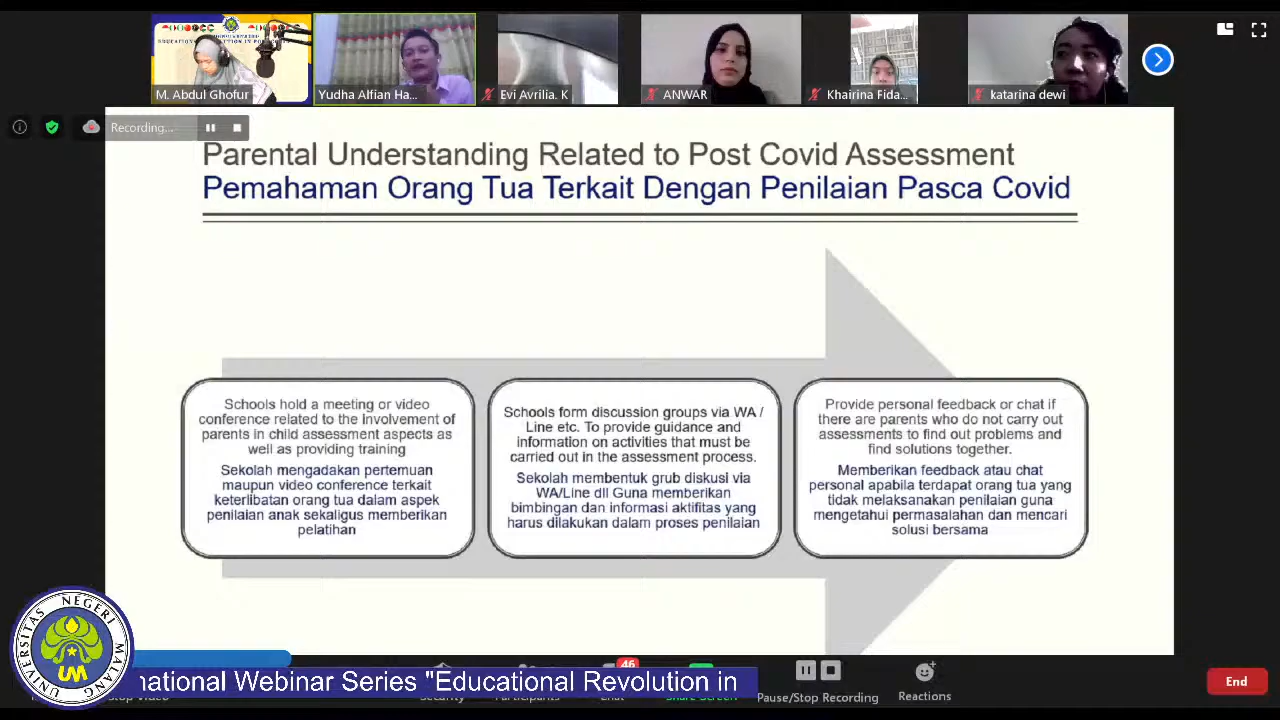 M. Abdul Ghofur
Yudha Alfian Ha...
Evi Avrilia. K
ANWAR
Khairina Fida...
katarina dewi
Recording...
Parental Understanding Related to Post Covid Assessment
Pemahaman Orang Tua Terkait Dengan Penilaian Pasca Covid
Schools hold a meeting or video
conference related to the involvement of
parents in child assessment aspects as
well as providing training
Sekolah mengadakan pertemuan
maupun video conference terkait
keterlibatan orang tua dalam aspek
penilaian anak sekaligus memberikan
pelatihan
Schools form discussion groups via WA /
Line etc. To provide guidance and
information on activities that must be
carried out in the assessment process.
Sekolah membentuk grub diskusi via
WA/Line dll Guna memberikan
bimbingan dan informasi aktifitas yang
harus dilakukan dalam proses penilaian
Provide personal feedback or chat if
there are parents who do not carry out
assessments to find out problems and
find solutions together.
Memberikan feedback atau chat
personal apabila terdapat orang tua yang
tidak melaksanakan penilaian guna
mengetahui permasalahan dan mencari
solusi bersama
UNIVERSITAS NEGERI MALANG
UM
46
national Webinar Series "Educational Revolution in
Pause/Stop Recording
Reactions
End